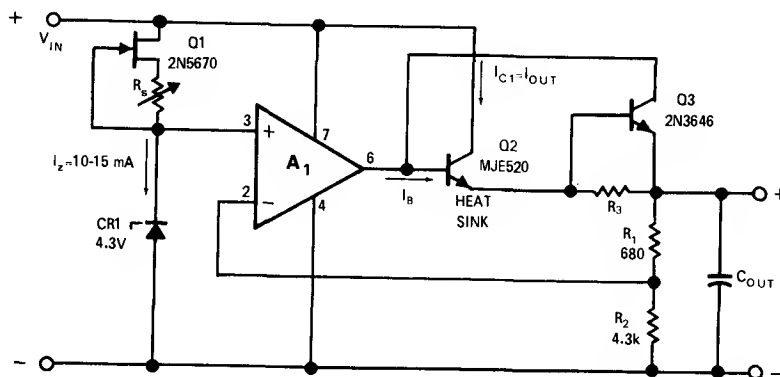 +
V_IN
Q1
2N5670
R_s
I_z≈10-15 mA
CR1
4.3V
3
+
2
−
A_1
7
4
6
I_B
I_C1≈I_OUT
Q2
MJE520
HEAT
SINK
Q3
2N3646
R_3
R_1
680
R_2
4.3k
C_OUT
+
−
−